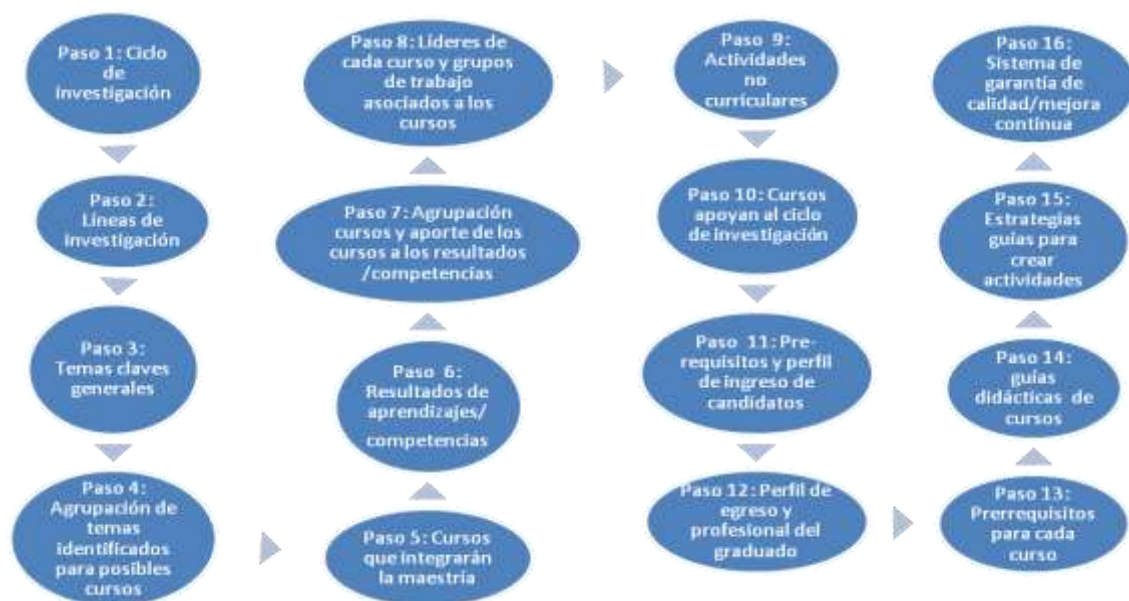 Paso 1: Ciclo
de
investigación
Paso 2:
Líneas de
investigación
Paso 3:
Temas claves
generales
Paso 4:
Agrupación de
temas
identificados
para posibles
cursos
Paso 5: Cursos
que integrarán
la maestría
Paso 6:
Resultados de
aprendizajes/
competencias
Paso 7: Agrupación
cursos y aporte de los
cursos a los resultados
/competencias
Paso 8: Líderes de
cada curso y grupos
de trabajo
asociados a los
cursos
Paso 9:
Actividades
no
curriculares
Paso 10: Cursos
apoyan al ciclo
de investigación
Paso 11: Pre-
requisitos y perfil
de ingreso de
candidatos
Paso 12: Perfil de
egreso y
profesional del
graduado
Paso 13:
Prerrequisitos
para cada
curso
Paso 14:
guías
didácticas de
cursos
Paso 15:
Estrategias
guías para
crear
actividades
Paso 16:
Sistema de
garantía de
calidad/mejora
continua